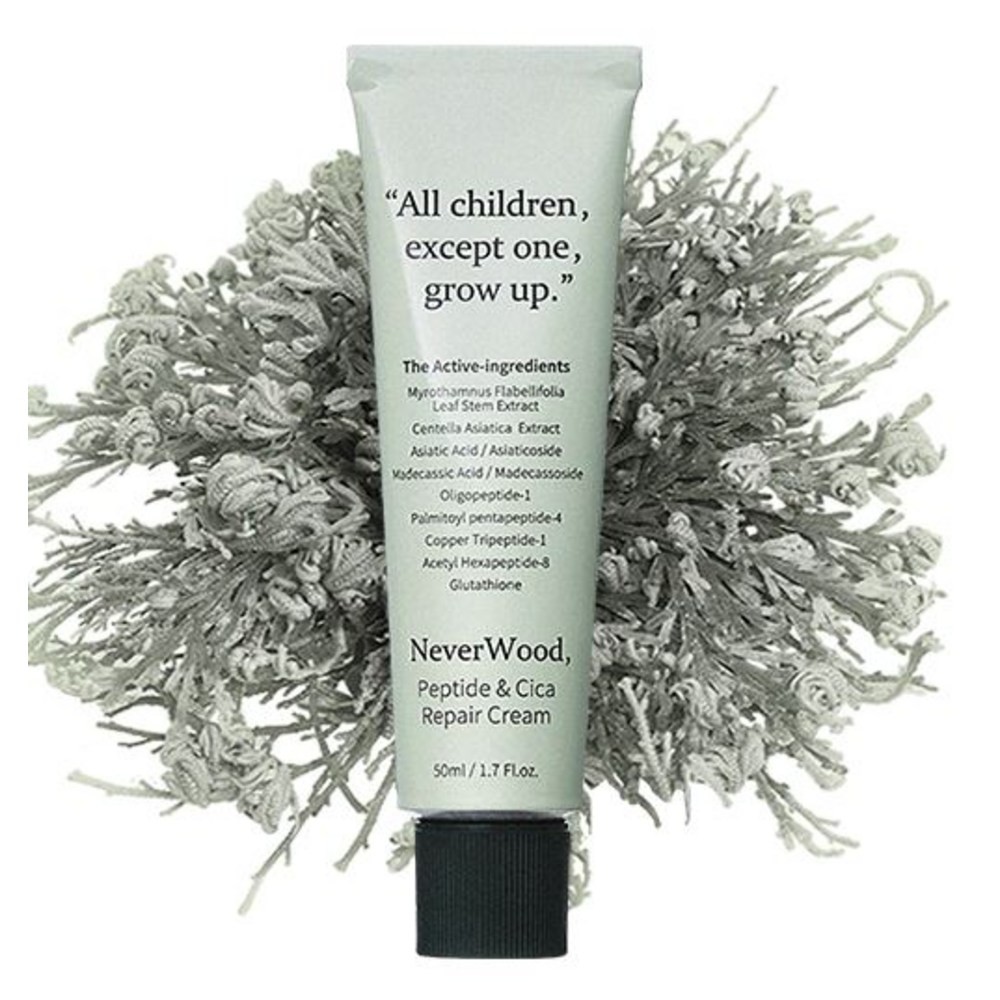 “All children,
except one,
grow up.”
The Active-ingredients
Myrothamnus Flabellifolia
Leaf Stem Extract
Centella Asiatica Extract
Asiatic Acid / Asiaticoside
Madecassic Acid / Madecassoside
Oligopeptide-1
Palmitoyl pentapeptide-4
Copper Tripeptide-1
Acetyl Hexapeptide-8
Glutathione
NeverWood,
Peptide & Cica
Repair Cream
50ml / 1.7 Fl.oz.